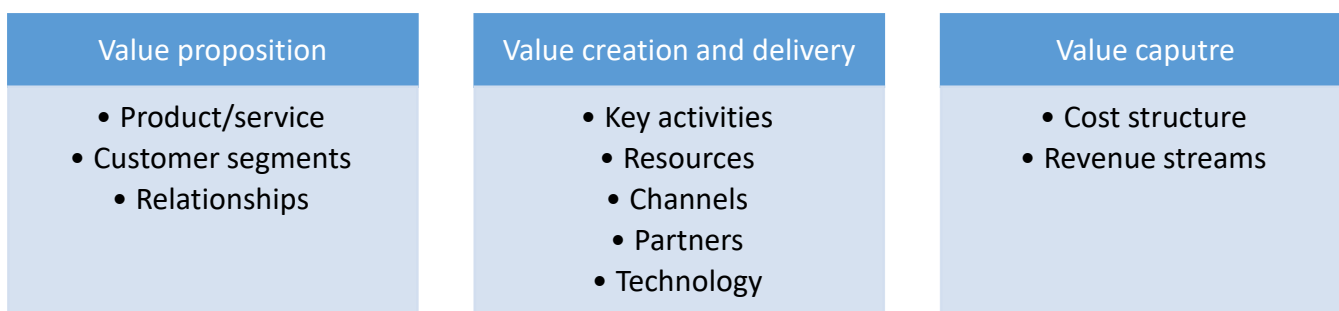 Value proposition
• Product/service
• Customer segments
• Relationships
Value creation and delivery
• Key activities
• Resources
• Channels
• Partners
• Technology
Value caputre
• Cost structure
• Revenue streams